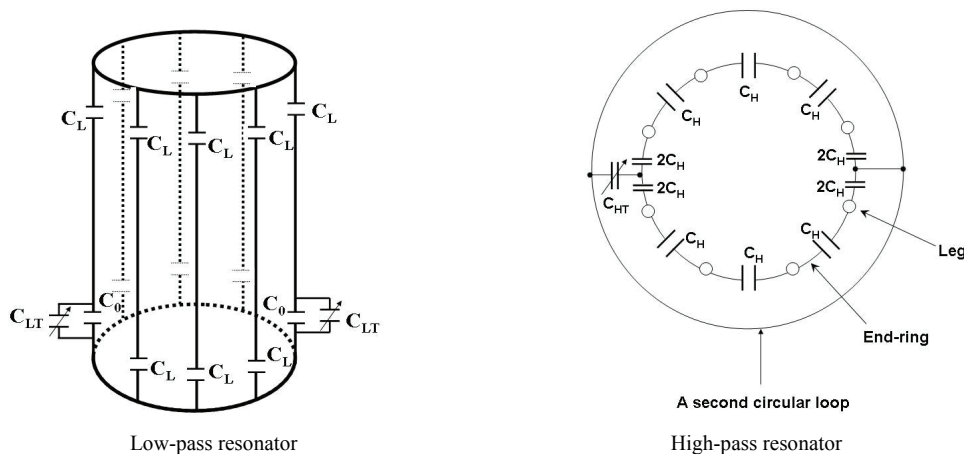 C_L
C_L
C_L
C_L
C_L
C_0
C_0
C_LT
C_LT
C_L
C_L
C_L
Low-pass resonator
C_H
C_H
C_H
2C_H
2C_H
2C_H
2C_H
C_HT
C_H
C_H
C_H
Leg
End-ring
A second circular loop
High-pass resonator